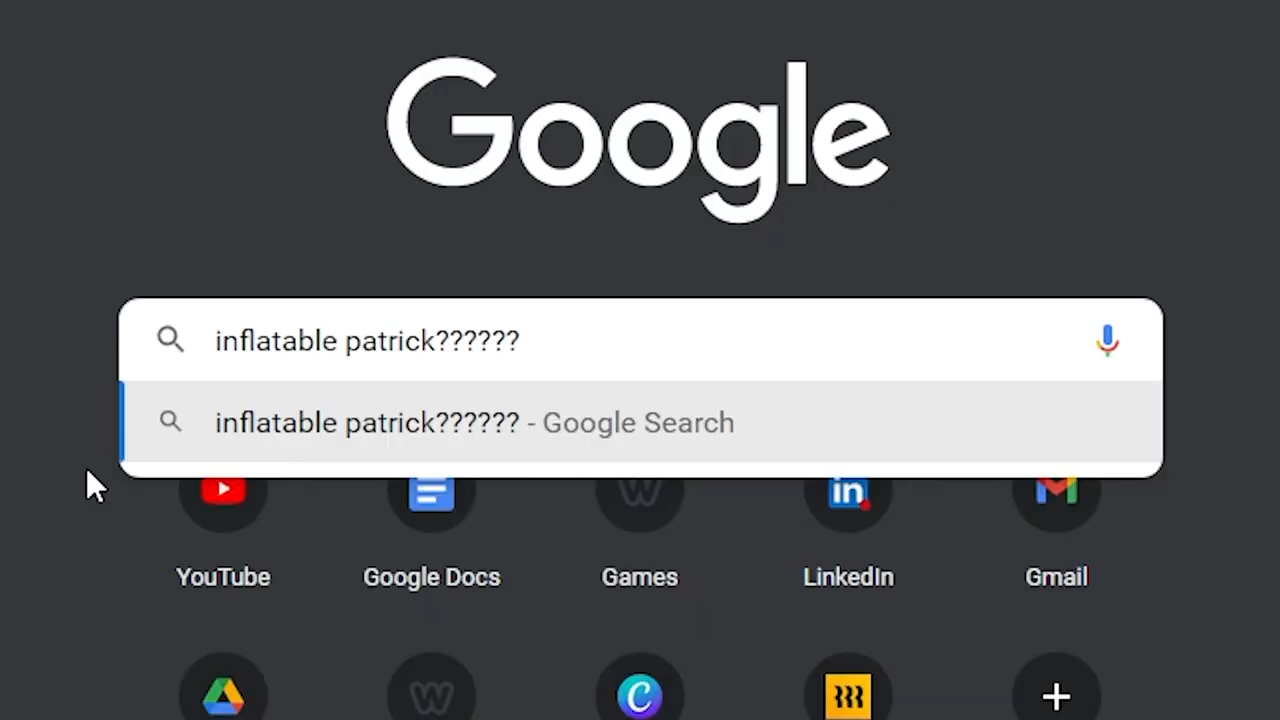 Google
inflatable patrick??????
inflatable patrick?????? - Google Search
YouTube
Google Docs
Games
LinkedIn
Gmail